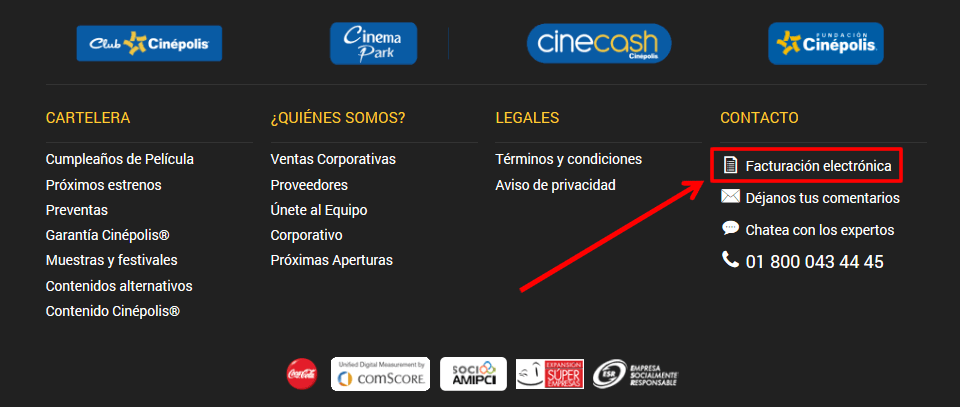 Club Cinépolis
Cinema
Park
cinecash
Cinépolis
FUNDACIÓN
Cinépolis
CARTELERA
Cumpleaños de Película
Próximos estrenos
Preventas
Garantía Cinépolis®
Muestras y festivales
Contenidos alternativos
Contenido Cinépolis®
¿QUIÉNES SOMOS?
Ventas Corporativas
Proveedores
Únete al Equipo
Corporativo
Próximas Aperturas
LEGALES
Términos y condiciones
Aviso de privacidad
CONTACTO
Facturación electrónica
Déjanos tus comentarios
Chatea con los expertos
01 800 043 44 45
Coca-Cola
Unified Digital Measurement by
comSCORE
SOCIO
AMIPCI
EXPANSIÓN
SÚPER
EMPRESAS
ESR
EMPRESA
SOCIALMENTE
RESPONSABLE